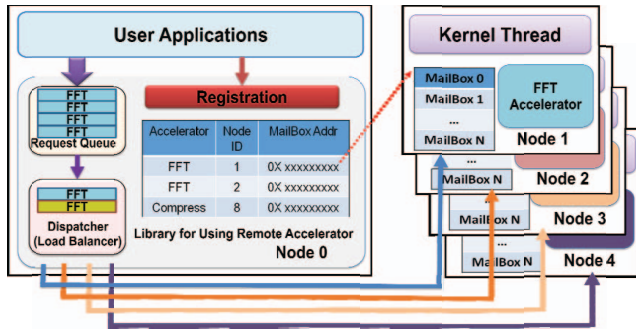 User Applications
FFT
FFT
FFT
FFT
Request Queue
FFT
FFT
Dispatcher
(Load Balancer)
Registration
Accelerator Node ID MailBox Addr
FFT 1 0X xxxxxxxxx
FFT 2 0X xxxxxxxxx
Compress 8 0X xxxxxxxxx
Library for Using Remote Accelerator
Node 0
Kernel Thread
MailBox 0
MailBox 1
...
MailBox N
FFT
Accelerator
Node 1
...
MailBox N
Node 2
MailBox N
Node 3
...
MailBox N
Node 4